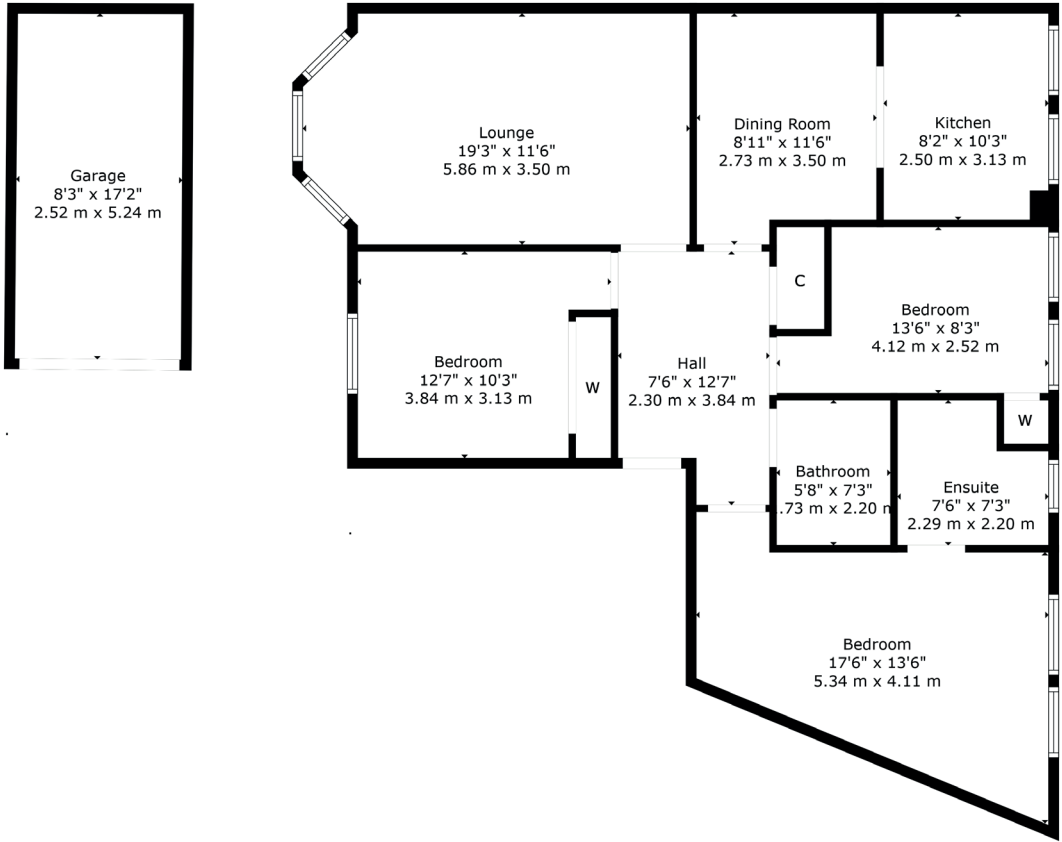 Garage
8'3" x 17'2"
2.52 m x 5.24 m
Lounge
19'3" x 11'6"
5.86 m x 3.50 m
Dining Room
8'11" x 11'6"
2.73 m x 3.50 m
Kitchen
8'2" x 10'3"
2.50 m x 3.13 m
C
Bedroom
13'6" x 8'3"
4.12 m x 2.52 m
Bedroom
12'7" x 10'3"
3.84 m x 3.13 m
W
Hall
7'6" x 12'7"
2.30 m x 3.84 m
W
Bathroom
5'8" x 7'3"
.73 m x 2.20 m
Ensuite
7'6" x 7'3"
2.29 m x 2.20 m
Bedroom
17'6" x 13'6"
5.34 m x 4.11 m